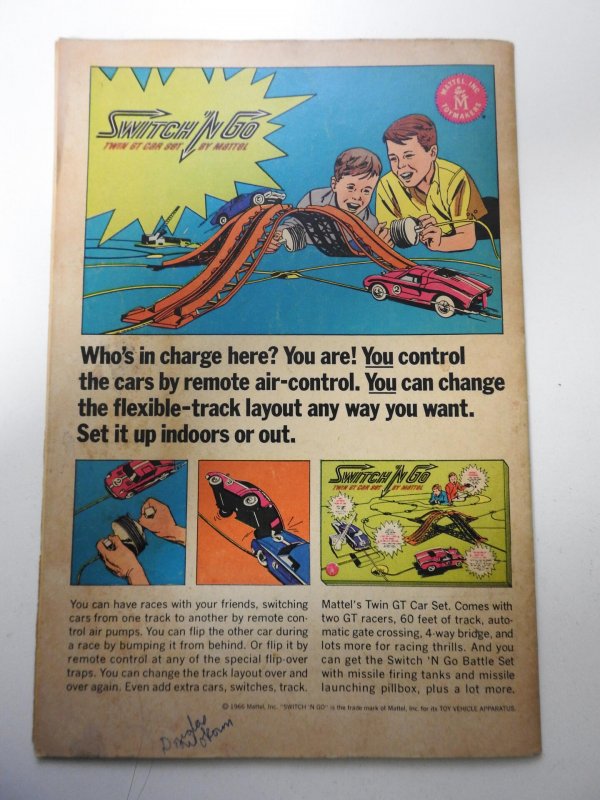 SWITCH 'N GO
TWIN GT CAR SET BY MATTEL
MATTEL, INC.
M
TOYMAKERS
2
Who's in charge here? You are! You control
the cars by remote air-control. You can change
the flexible-track layout any way you want.
Set it up indoors or out.
SWITCH 'N GO
TWIN GT CAR SET BY MATTEL
You can have races with your friends, switching
cars from one track to another by remote con-
trol air pumps. You can flip the other car during
a race by bumping it from behind. Or flip it by
remote control at any of the special flip-over
traps. You can change the track layout over and
over again. Even add extra cars, switches, track.
Mattel's Twin GT Car Set. Comes with
two GT racers, 60 feet of track, auto-
matic gate crossing, 4-way bridge, and
lots more for racing thrills. And you
can get the Switch 'N Go Battle Set
with missile firing tanks and missile
launching pillbox, plus a lot more.
© 1966 Mattel, Inc. "SWITCH 'N GO" is the trade mark of Mattel, Inc. for its TOY VEHICLE APPARATUS.
Douglas